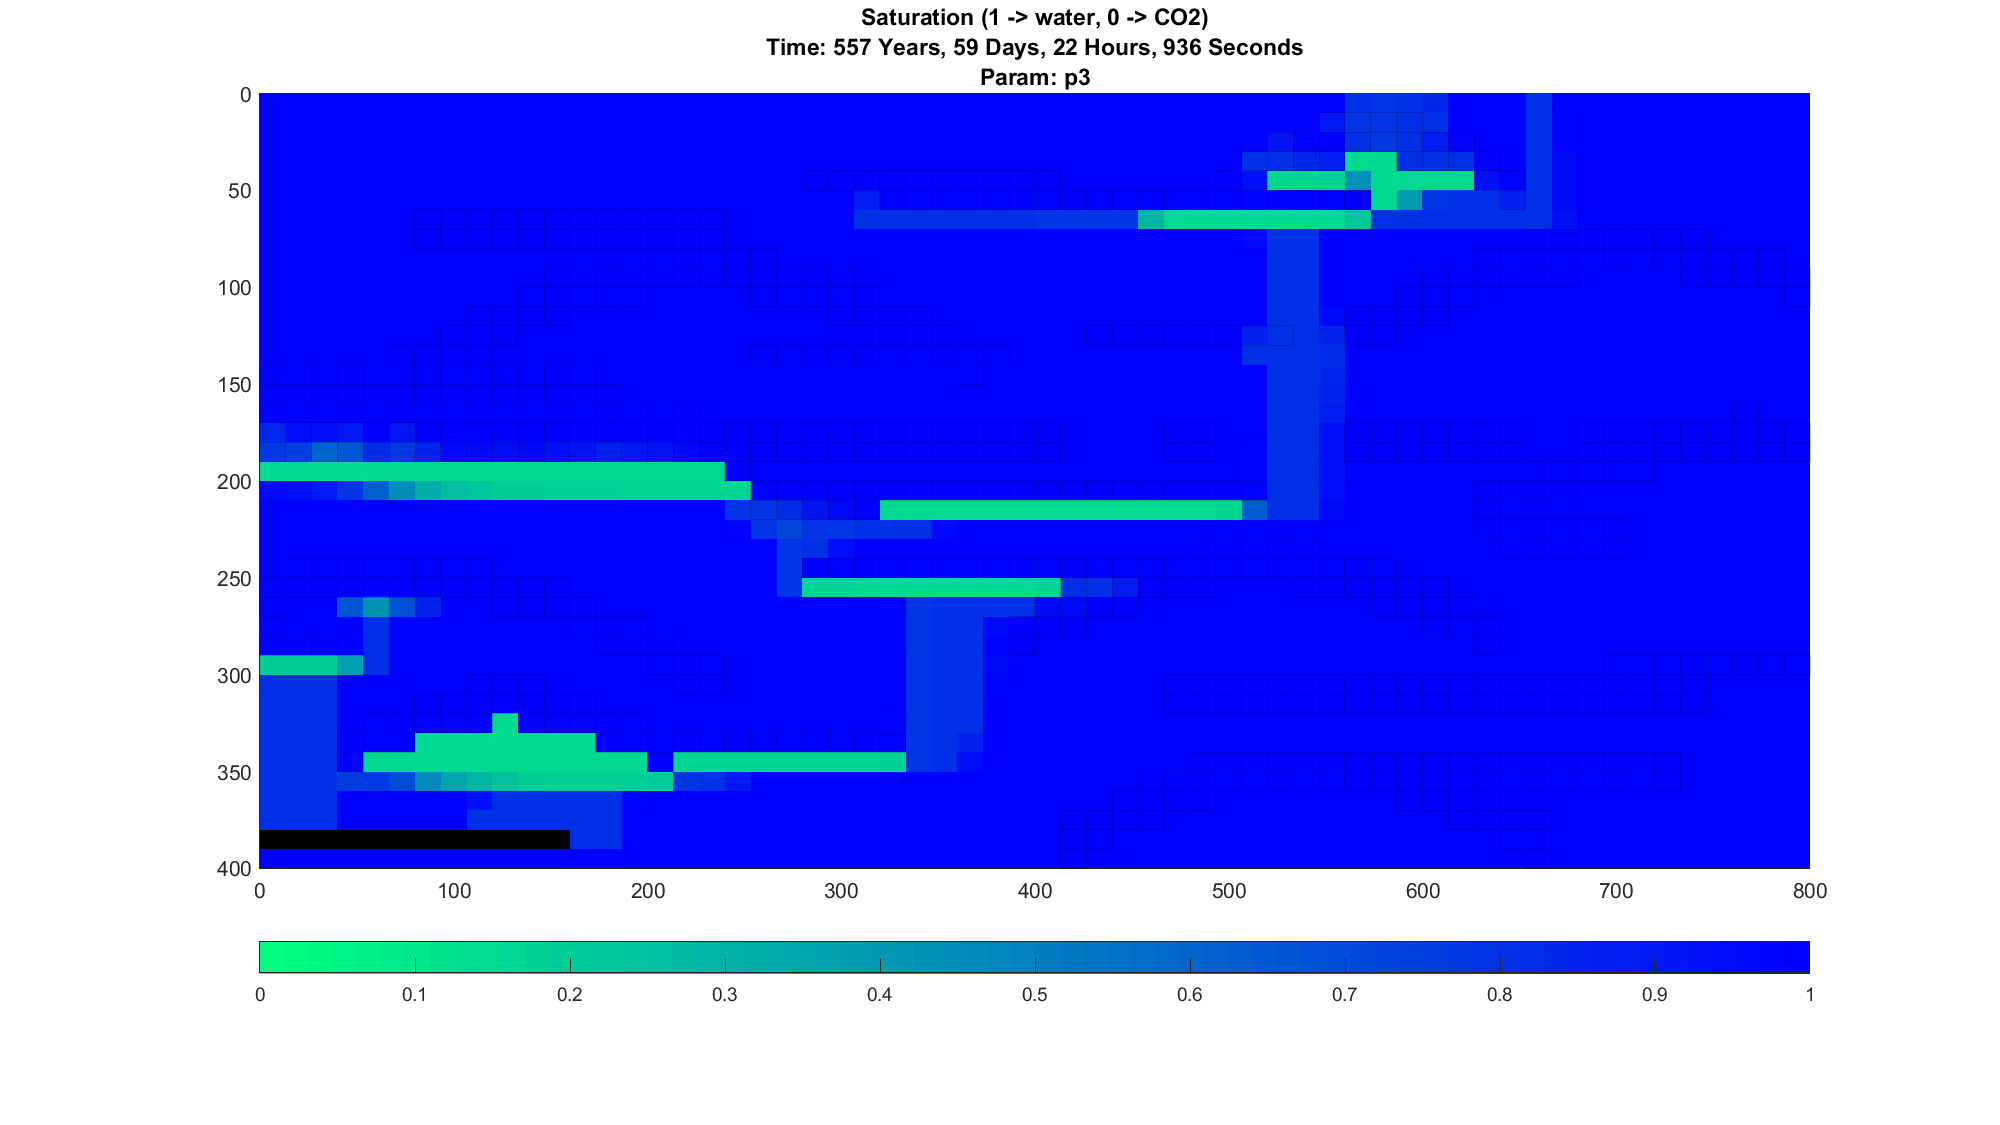 Saturation (1 -> water, 0 -> CO2)
Time: 557 Years, 59 Days, 22 Hours, 936 Seconds
Param: p3
0
50
100
150
200
250
300
350
400
0 100 200 300 400 500 600 700 800
0 0.1 0.2 0.3 0.4 0.5 0.6 0.7 0.8 0.9 1